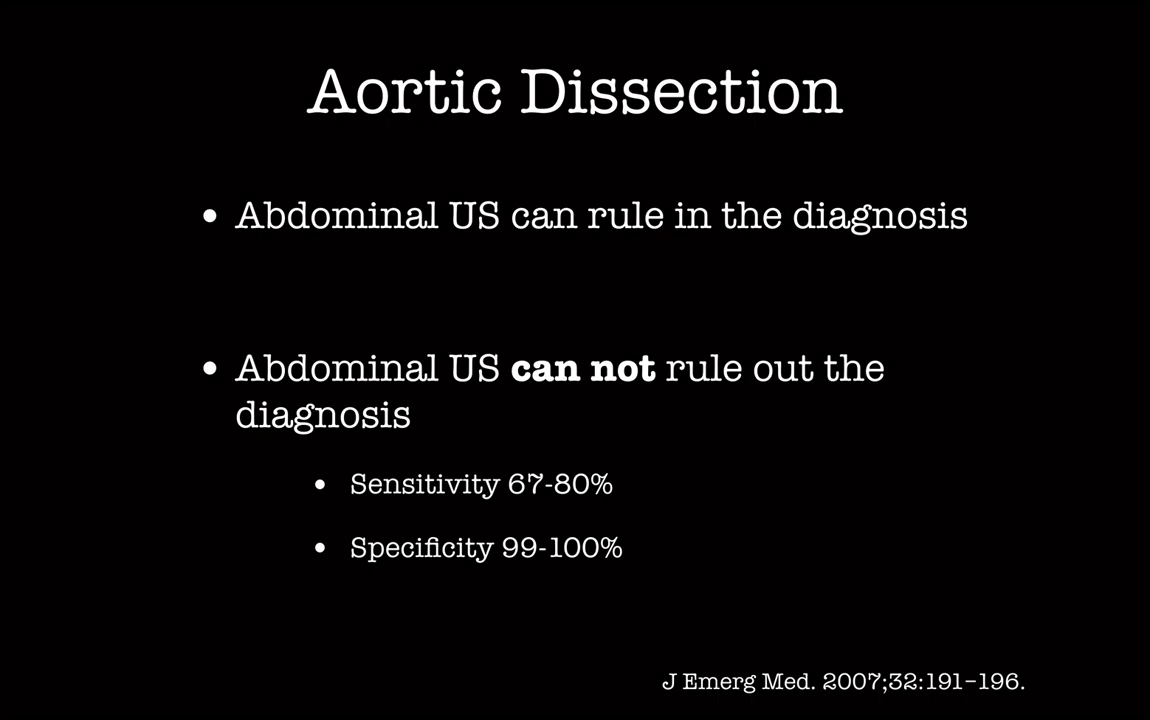 Aortic Dissection
• Abdominal US can rule in the diagnosis
• Abdominal US can not rule out the
diagnosis
• Sensitivity 67-80%
• Specificity 99-100%
J Emerg Med. 2007;32:191–196.